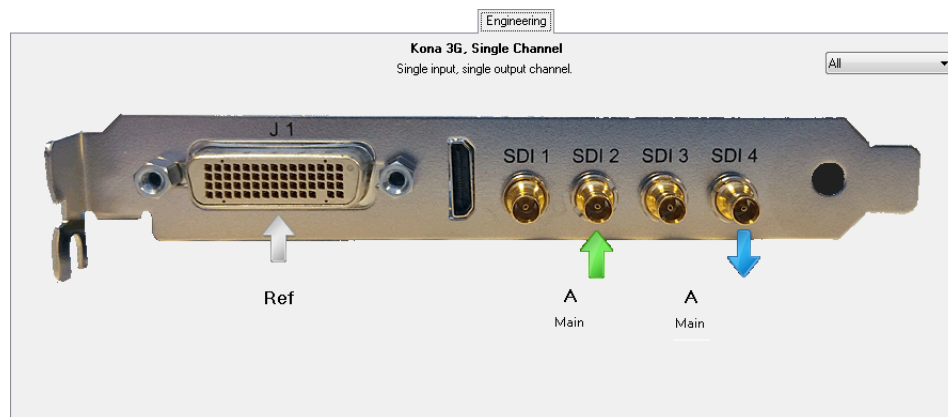 Engineering
Kona 3G, Single Channel
Single input, single output channel.
All
J 1
SDI 1 SDI 2 SDI 3 SDI 4
Ref
A A
Main Main